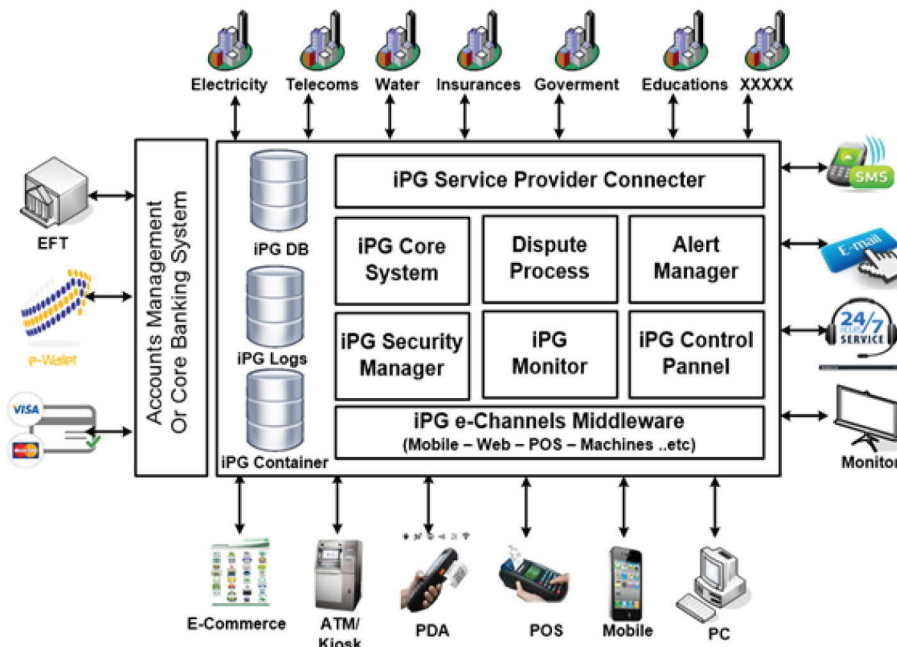 Electricity
Telecoms
Water
Insurances
Goverment
Educations
XXXXX
EFT
e-Wallet
VISA
Accounts Management
Or Core Banking System
iPG DB
iPG Logs
iPG Container
iPG Service Provider Connecter
iPG Core
System
Dispute
Process
Alert
Manager
iPG Security
Manager
iPG
Monitor
iPG Control
Pannel
iPG e-Channels Middleware
(Mobile – Web – POS – Machines ..etc)
SMS
E-mail
24/7
HOURS
SERVICE
Monitor
E-Commerce
ATM/
Kiosk
PDA
POS
Mobile
PC